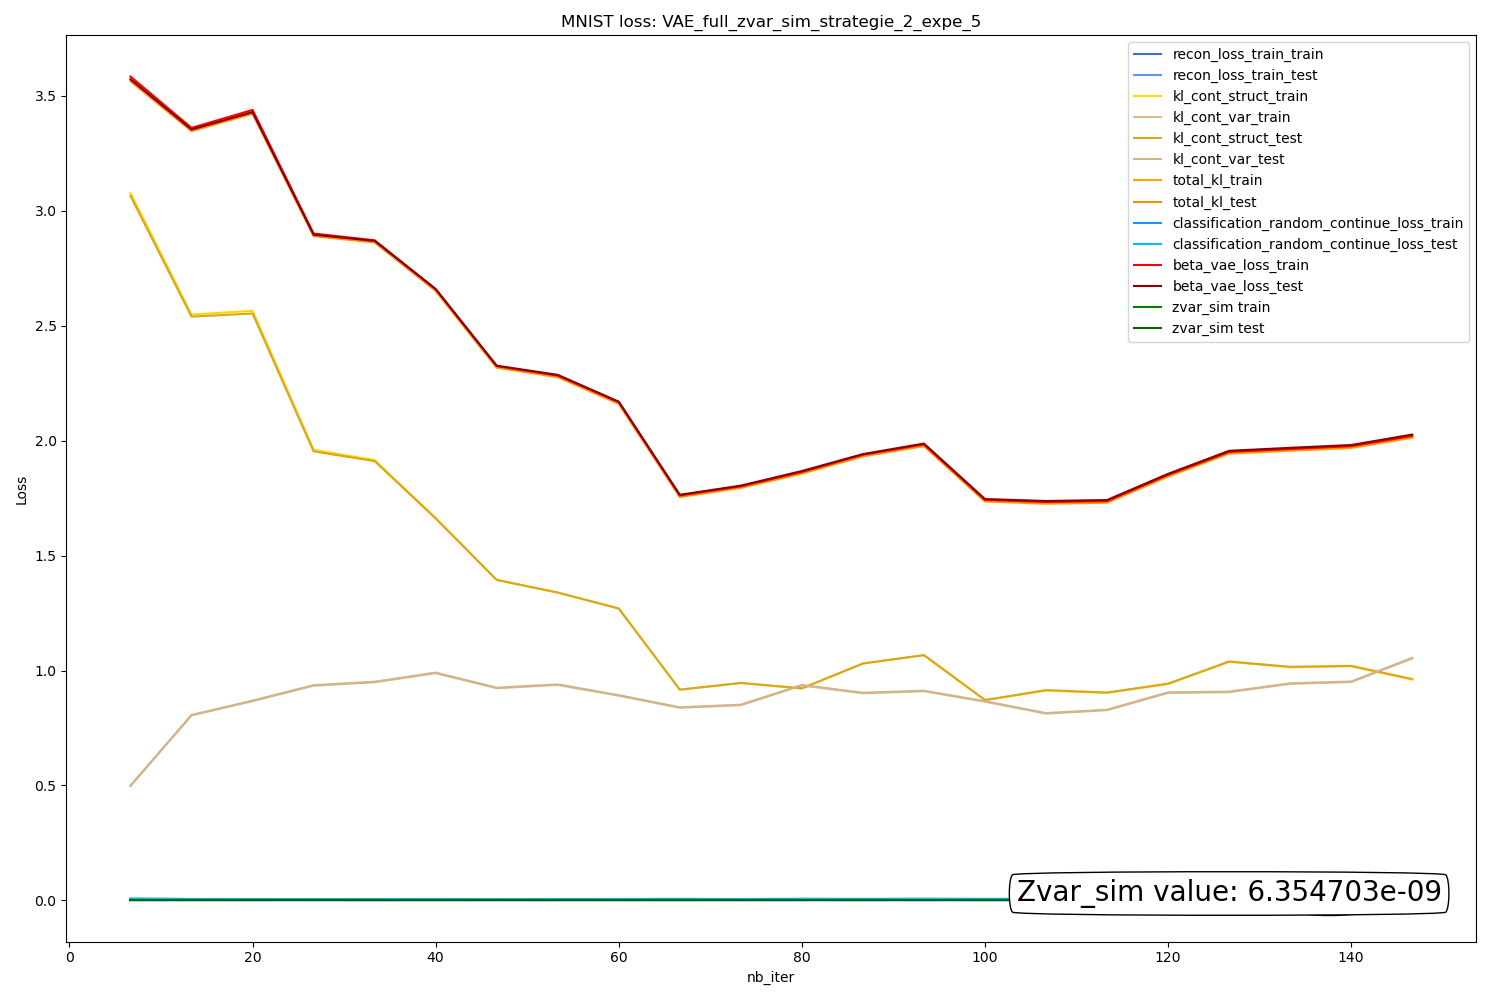 MNIST loss: VAE_full_zvar_sim_strategie_2_expe_5
recon_loss_train_train
recon_loss_train_test
kl_cont_struct_train
kl_cont_var_train
kl_cont_struct_test
kl_cont_var_test
total_kl_train
total_kl_test
classification_random_continue_loss_train
classification_random_continue_loss_test
beta_vae_loss_train
beta_vae_loss_test
zvar_sim train
zvar_sim test
3.5
3.0
2.5
2.0
1.5
1.0
0.5
0.0
Loss
Zvar_sim value: 6.354703e-09
0 20 40 60 80 100 120 140
nb_iter